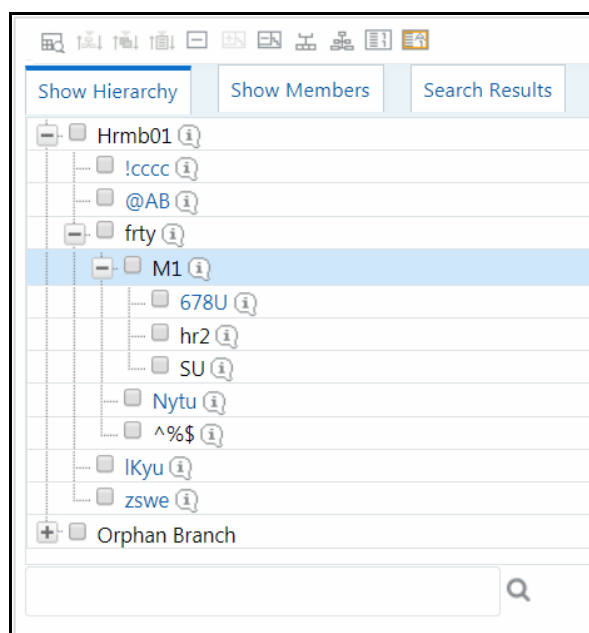 Show Hierarchy Show Members Search Results
Hrmb01
!cccc
@AB
frty
M1
678U
hr2
SU
Nytu
^%$
lKyu
zswe
Orphan Branch